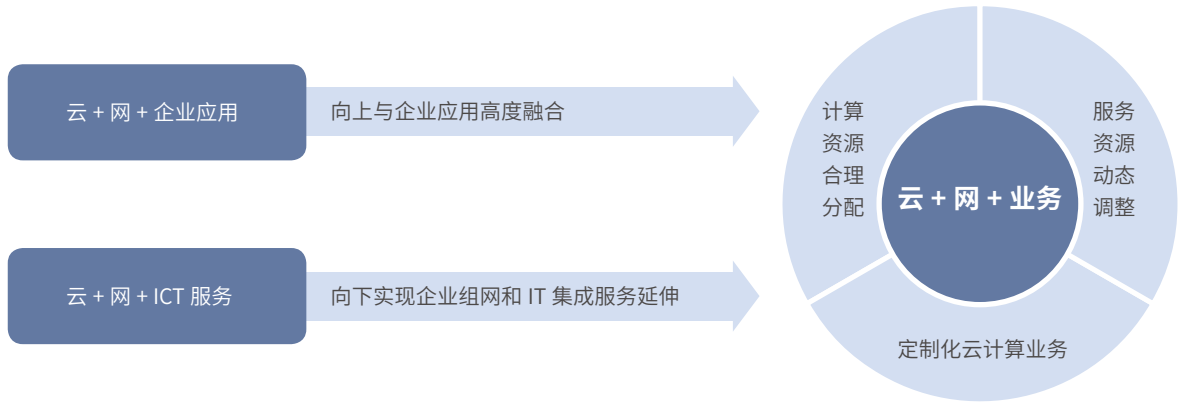 云 + 网 + 企业应用
向上与企业应用高度融合
云 + 网 + ICT 服务
向下实现企业组网和 IT 集成服务延伸
计算
资源
合理
分配
云 + 网 + 业务
服务
资源
动态
调整
定制化云计算业务